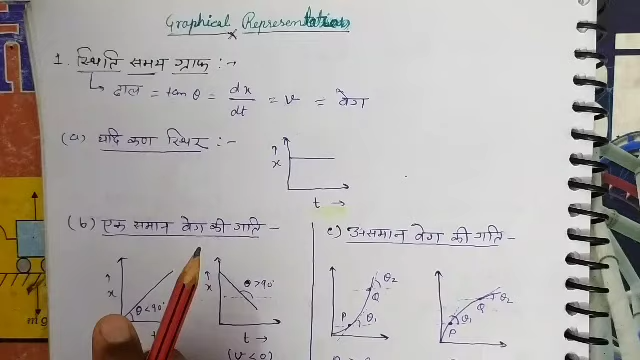 Graphical Representations
1. स्थिति समय ग्राफ :-
ढाल = tan θ = dx/dt = v = वेग
(a) यदि कण स्थिर :-
x
t →
(b) एक समान वेग की गति -
c) असमान वेग की गति -
x θ < 90°
x θ > 90°
(v < 0)
P θ1 Q θ2
P θ1 Q θ2